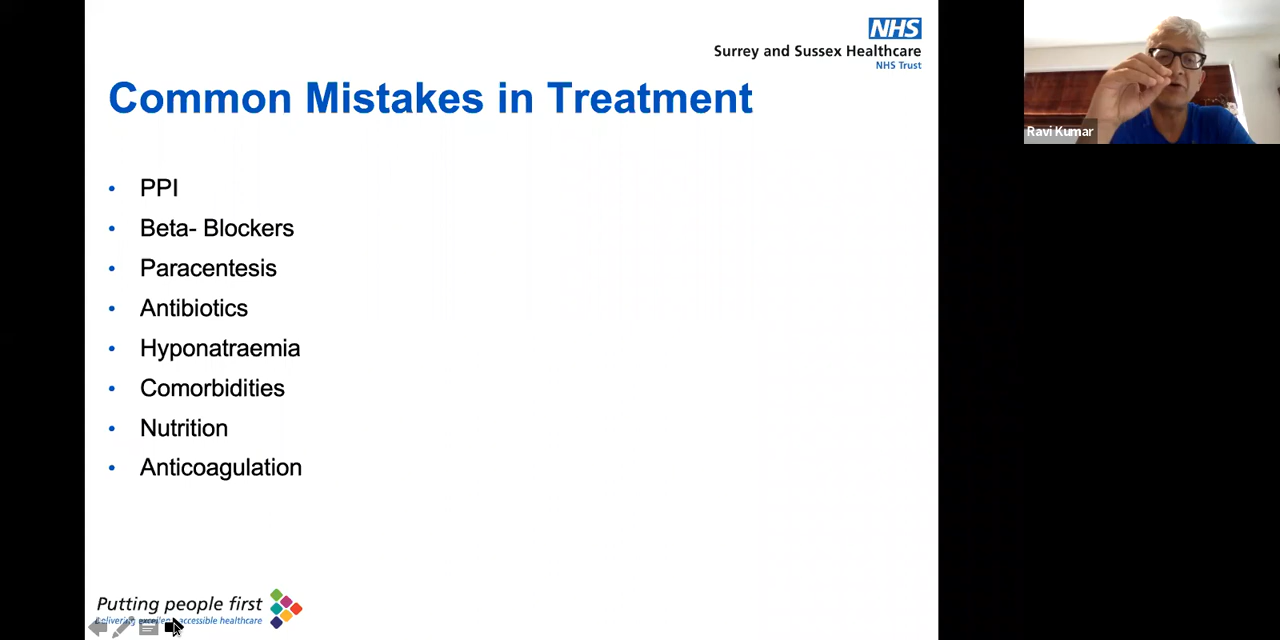 NHS
Surrey and Sussex Healthcare
NHS Trust
Common Mistakes in Treatment
• PPI
• Beta- Blockers
• Paracentesis
• Antibiotics
• Hyponatraemia
• Comorbidities
• Nutrition
• Anticoagulation
Putting people first
Delivering excellent accessible healthcare
Ravi Kumar